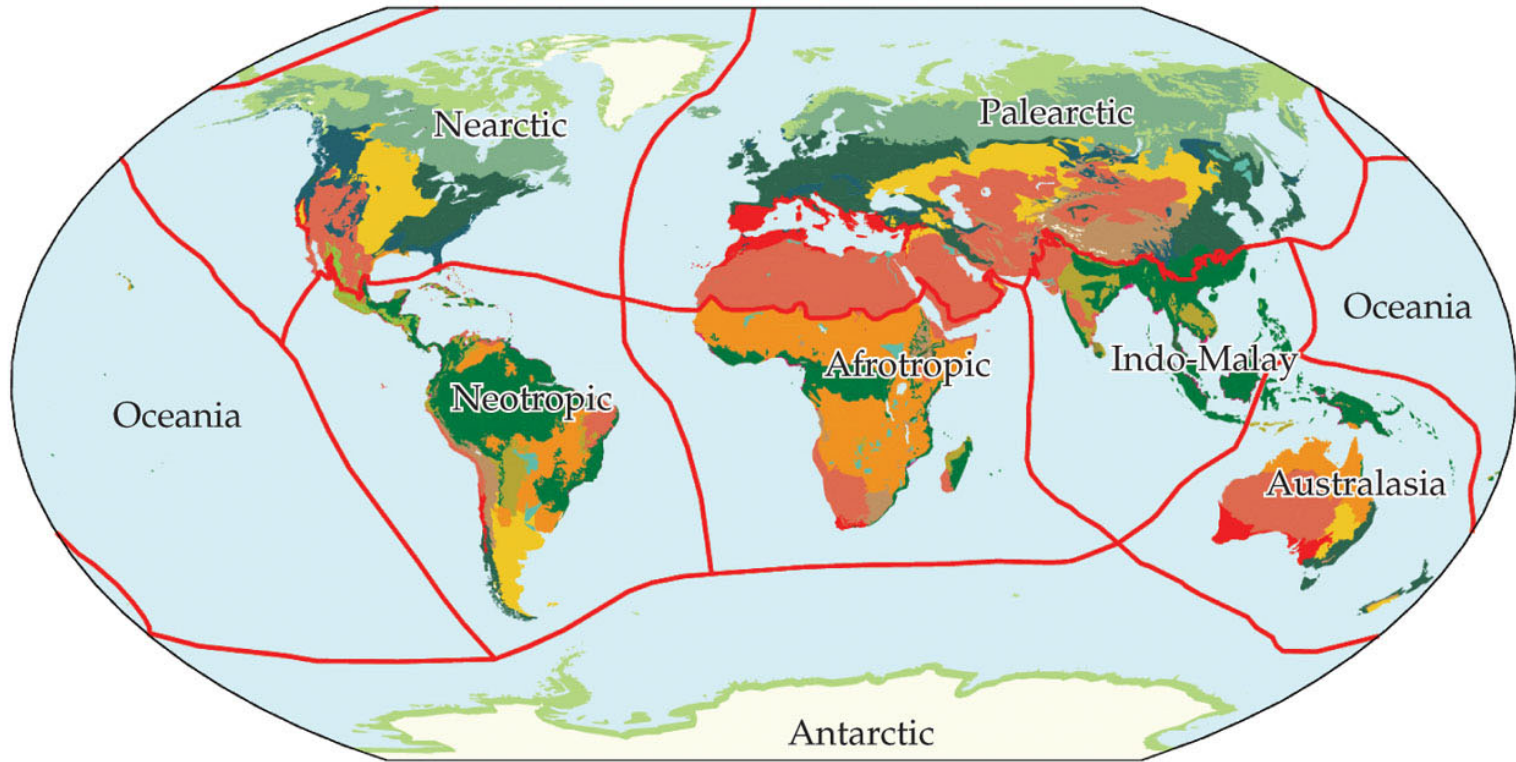 Nearctic
Palearctic
Oceania
Indo-Malay
Afrotropic
Neotropic
Oceania
Australasia
Antarctic